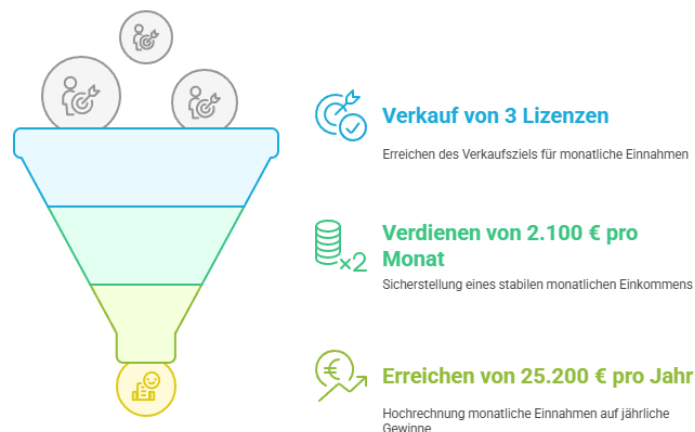 Verkauf von 3 Lizenzen
Erreichen des Verkaufsziels für monatliche Einnahmen
×2
Verdienen von 2.100 € pro
Monat
Sicherstellung eines stabilen monatlichen Einkommens
€
Erreichen von 25.200 € pro Jahr
Hochrechnung monatliche Einnahmen auf jährliche
Gewinne